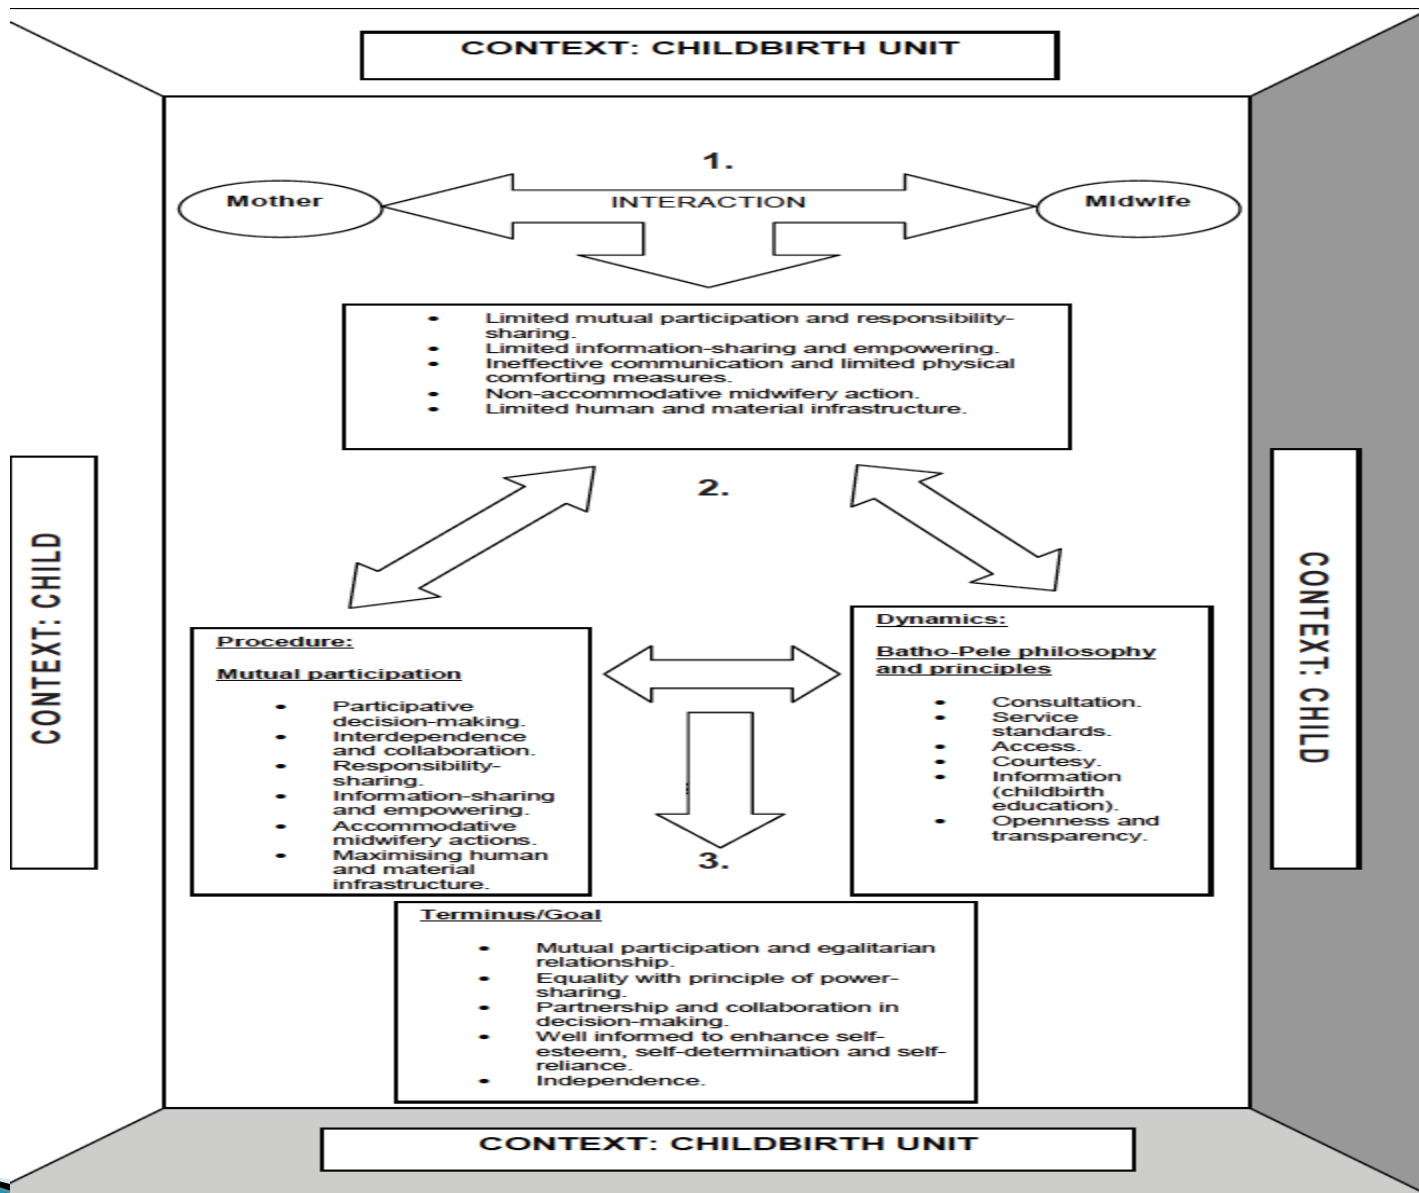 CONTEXT: CHILDBIRTH UNIT
1.
Mother
INTERACTION
Midwife
• Limited mutual participation and responsibility-
sharing.
• Limited information-sharing and empowering.
• Ineffective communication and limited physical
comforting measures.
• Non-accommodative midwifery action.
• Limited human and material infrastructure.
2.
CONTEXT: CHILD
CONTEXT: CHILD
Procedure:
Mutual participation
• Participative
decision-making.
• Interdependence
and collaboration.
• Responsibility-
sharing.
• Information-sharing
and empowering.
• Accommodative
midwifery actions.
• Maximising human
and material
infrastructure.
Dynamics:
Batho-Pele philosophy
and principles
• Consultation.
• Service
standards.
• Access.
• Courtesy.
• Information
(childbirth
education).
• Openness and
transparency.
3.
Terminus/Goal
• Mutual participation and egalitarian
relationship.
• Equality with principle of power-
sharing.
• Partnership and collaboration in
decision-making.
• Well informed to enhance self-
esteem, self-determination and self-
reliance.
• Independence.
CONTEXT: CHILDBIRTH UNIT